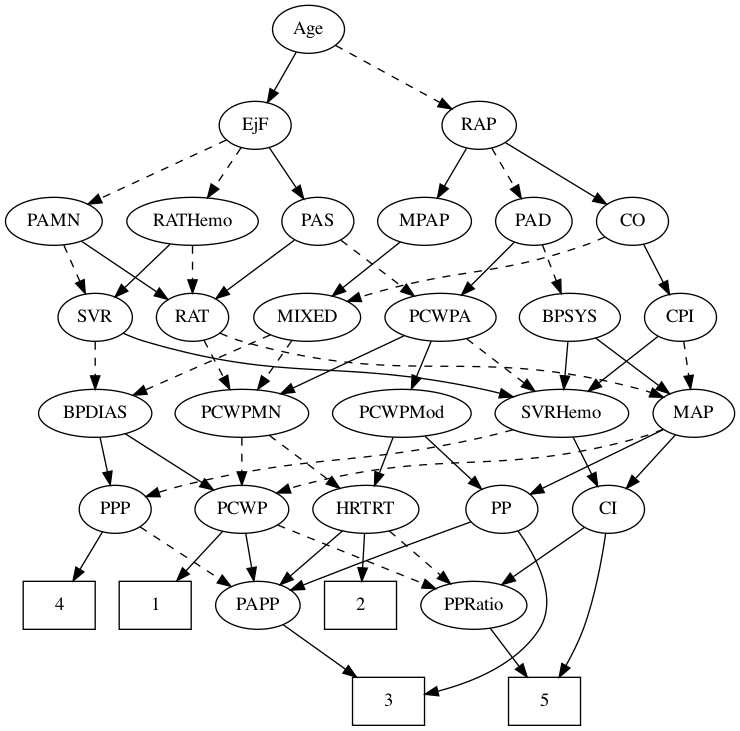 Age
EjF
RAP
PAMN
RATHemo
PAS
MPAP
PAD
CO
SVR
RAT
MIXED
PCWPA
BPSYS
CPI
BPDIAS
PCWPMN
PCWPMod
SVRHemo
MAP
PPP
PCWP
HRTRT
PP
CI
4
1
PAPP
2
PPRatio
3
5